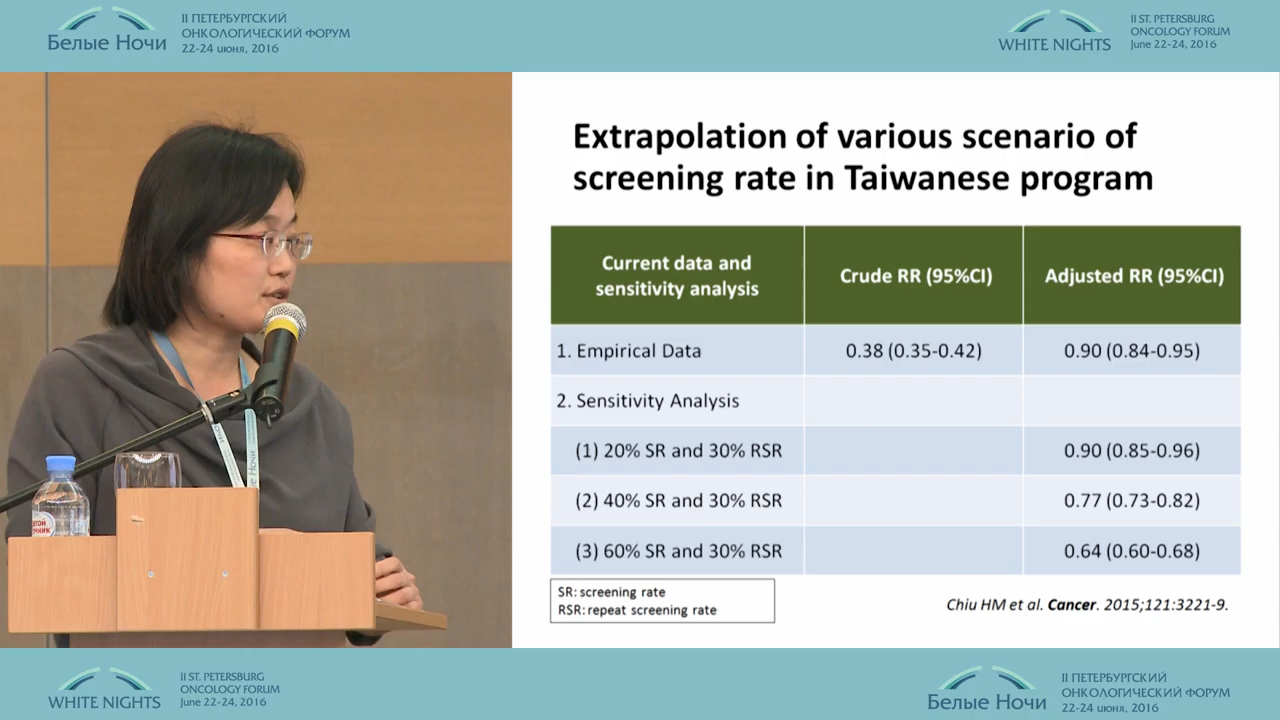 Белые Ночи
II ПЕТЕРБУРГСКИЙ
ОНКОЛОГИЧЕСКИЙ ФОРУМ
22-24 июня, 2016
WHITE NIGHTS
II ST. PETERSBURG
ONCOLOGY FORUM
June 22-24, 2016
Extrapolation of various scenario of
screening rate in Taiwanese program
Current data and
sensitivity analysis
Crude RR (95%CI)
Adjusted RR (95%CI)
1. Empirical Data
0.38 (0.35-0.42)
0.90 (0.84-0.95)
2. Sensitivity Analysis
(1) 20% SR and 30% RSR
0.90 (0.85-0.96)
(2) 40% SR and 30% RSR
0.77 (0.73-0.82)
(3) 60% SR and 30% RSR
0.64 (0.60-0.68)
SR: screening rate
RSR: repeat screening rate
Chiu HM et al. Cancer. 2015;121:3221-9.
WHITE NIGHTS
II ST. PETERSBURG
ONCOLOGY FORUM
June 22-24, 2016
Белые Ночи
II ПЕТЕРБУРГСКИЙ
ОНКОЛОГИЧЕСКИЙ ФОРУМ
22-24 июня, 2016